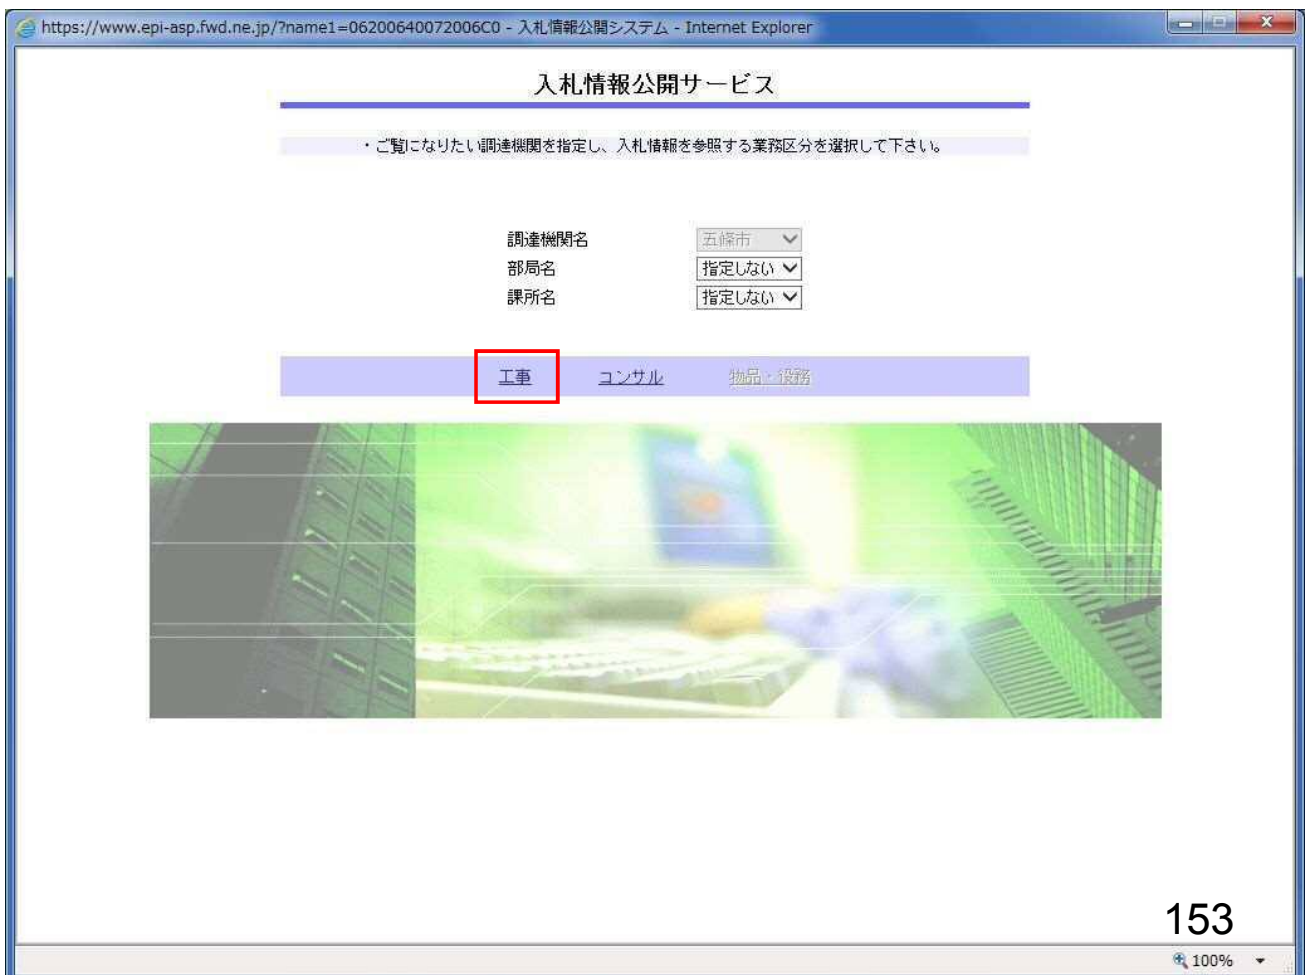 https://www.epi-asp.fwd.ne.jp/?name1=06200640072006C0 - 入札情報公開システム - Internet Explorer
入札情報公開サービス
・ご覧になりたい調達機関を指定し、入札情報を参照する業務区分を選択して下さい。
調達機関名 五條市
部局名 指定しない
課所名 指定しない
工事 コンサル 物品・役務
153
100%